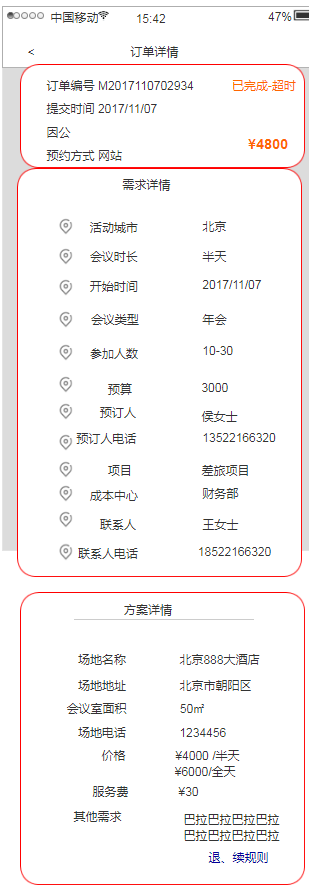 中国移动 15:42 47%
< 订单详情
订单编号 M2017110702934 已完成-超时
提交时间 2017/11/07
因公
预约方式 网站 ¥4800
需求详情
活动城市 北京
会议时长 半天
开始时间 2017/11/07
会议类型 年会
参加人数 10-30
预算 3000
预订人 侯女士
预订人电话 13522166320
项目 差旅项目
成本中心 财务部
联系人 王女士
联系人电话 18522166320
方案详情
场地名称 北京888大酒店
场地地址 北京市朝阳区
会议室面积 50㎡
场地电话 1234456
价格 ¥4000 /半天
¥6000/全天
服务费 ¥30
其他需求 巴拉巴拉巴拉巴拉
巴拉巴拉巴拉巴拉
退、续规则